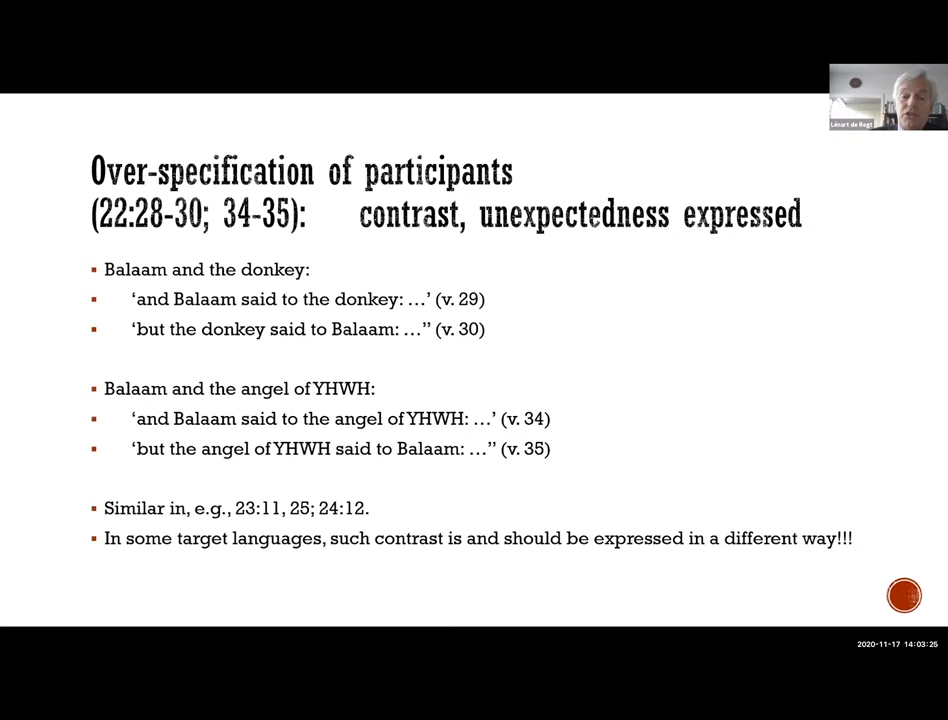 Lénart de Regt
Over-specification of participants
(22:28-30; 34-35): contrast, unexpectedness expressed
▪ Balaam and the donkey:
▪ ‘and Balaam said to the donkey: …’ (v. 29)
▪ ‘but the donkey said to Balaam: …” (v. 30)
▪ Balaam and the angel of YHWH:
▪ ‘and Balaam said to the angel of YHWH: …’ (v. 34)
▪ ‘but the angel of YHWH said to Balaam: …” (v. 35)
▪ Similar in, e.g., 23:11, 25; 24:12.
▪ In some target languages, such contrast is and should be expressed in a different way!!!
2020-11-17 14:03:25